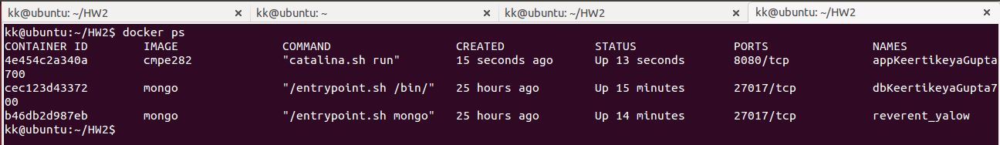 kk@ubuntu: ~/HW2 × kk@ubuntu: ~ × kk@ubuntu: ~/HW2 × kk@ubuntu: ~/HW2 ×
kk@ubuntu:~/HW2$ docker ps
CONTAINER ID IMAGE COMMAND CREATED STATUS PORTS NAMES
4e454c2a340a cmpe282 "catalina.sh run" 15 seconds ago Up 13 seconds 8080/tcp appKeertikeyaGupta
700
cec123d43372 mongo "/entrypoint.sh /bin/" 25 hours ago Up 15 minutes 27017/tcp dbKeertikeyaGupta7
00
b46db2d987eb mongo "/entrypoint.sh mongo" 25 hours ago Up 14 minutes 27017/tcp reverent_yalow
kk@ubuntu:~/HW2$